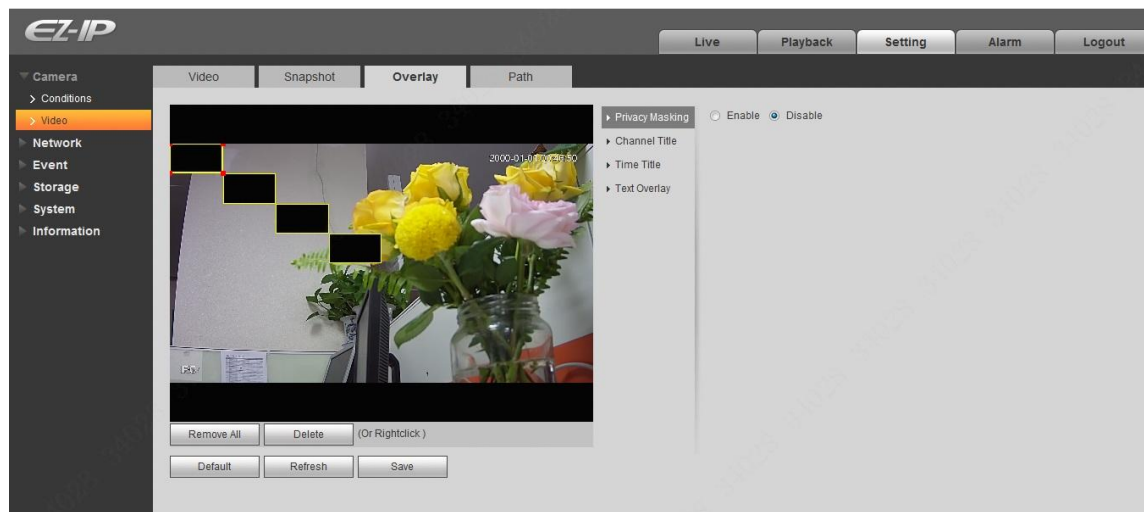 EZ-IP
Live Playback Setting Alarm Logout
Camera
Conditions
Video
Network
Event
Storage
System
Information
Video Snapshot Overlay Path
IPC
Privacy Masking
Channel Title
Time Title
Text Overlay
Enable Disable
Remove All Delete (Or Rightclick )
Default Refresh Save